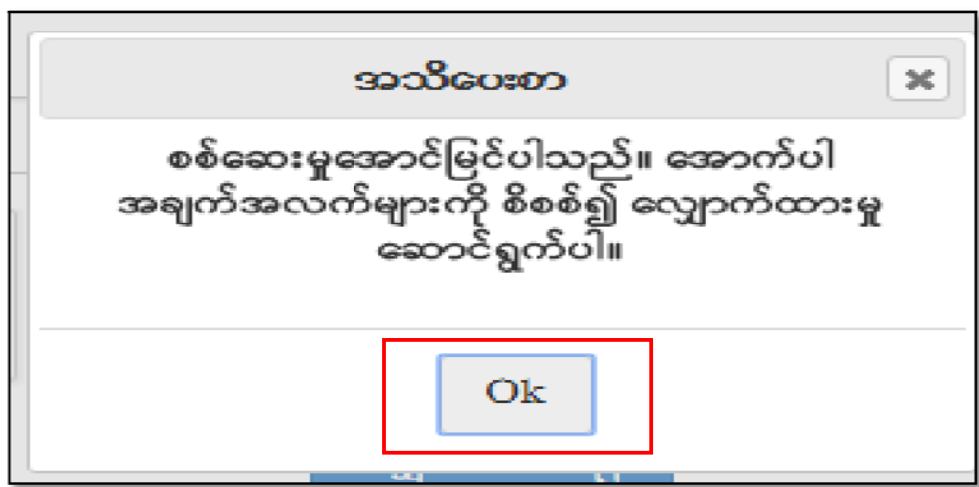 အသိပေးစာ
စစ်ဆေးမှုအောင်မြင်ပါသည်။ အောက်ပါ
အချက်အလက်များကို စိစစ်၍ လျှောက်ထားမှု
ဆောင်ရွက်ပါ။
Ok